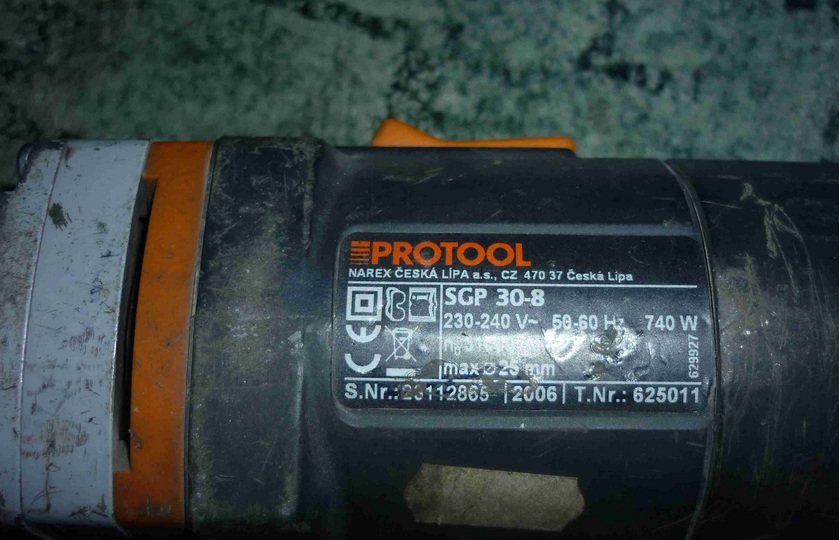 PROTOOL
NAREX ČESKÁ LÍPA a.s., CZ 470 37 Česká Lípa
SGP 30-8
230-240 V~ 50-60 Hz 740 W
max ⌀ 25 mm
629927
S.Nr.: 2006 T.Nr.: 625011